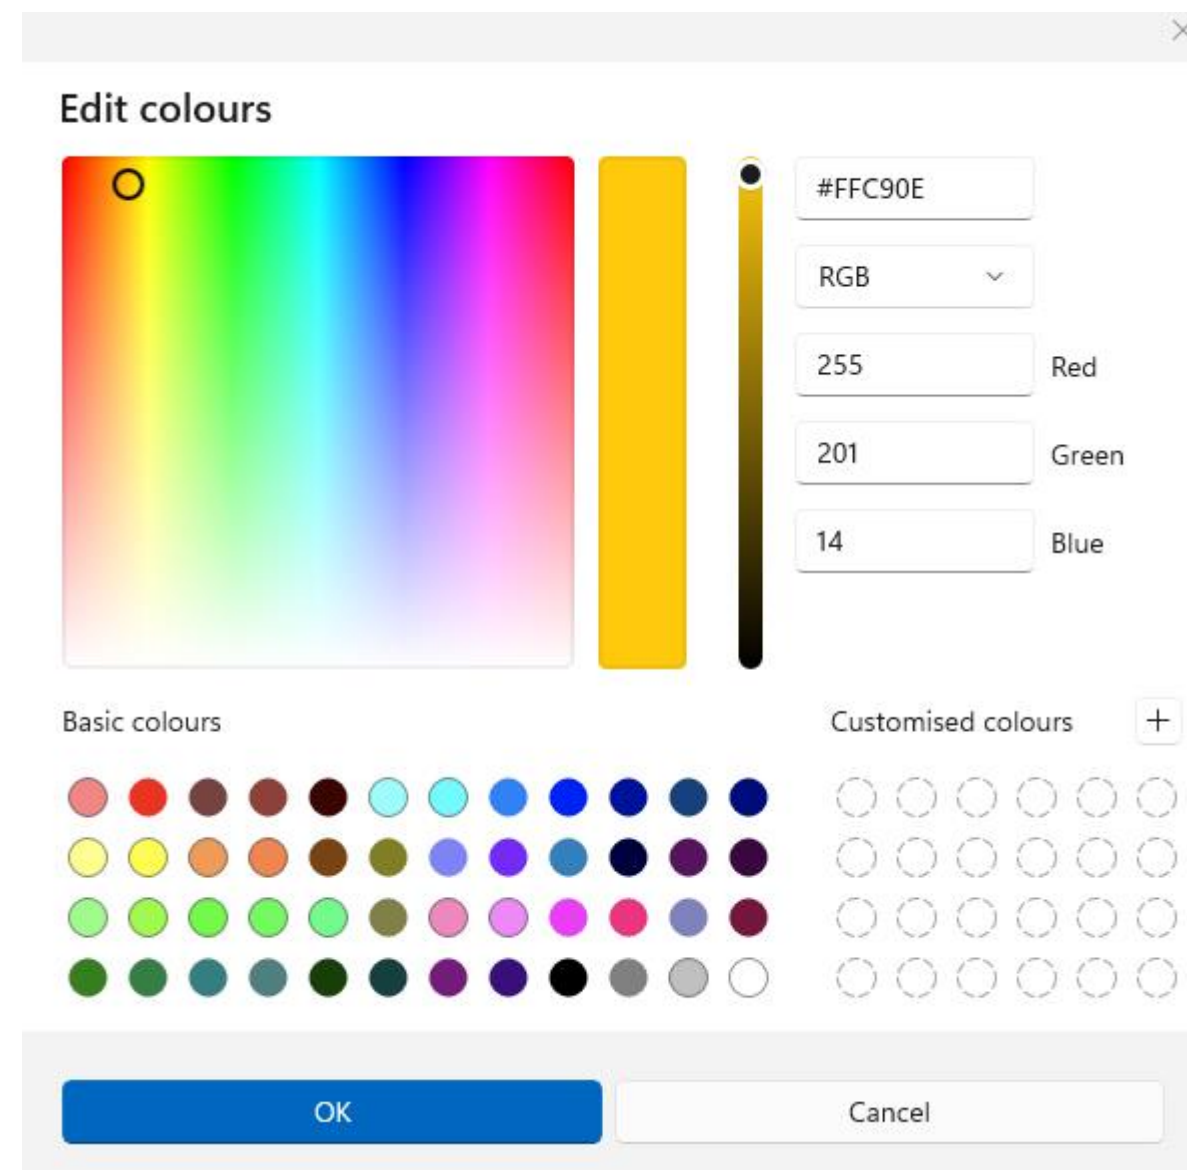 Edit colours
#FFC90E
RGB
255 Red
201 Green
14 Blue
Basic colours
Customised colours
OK
Cancel